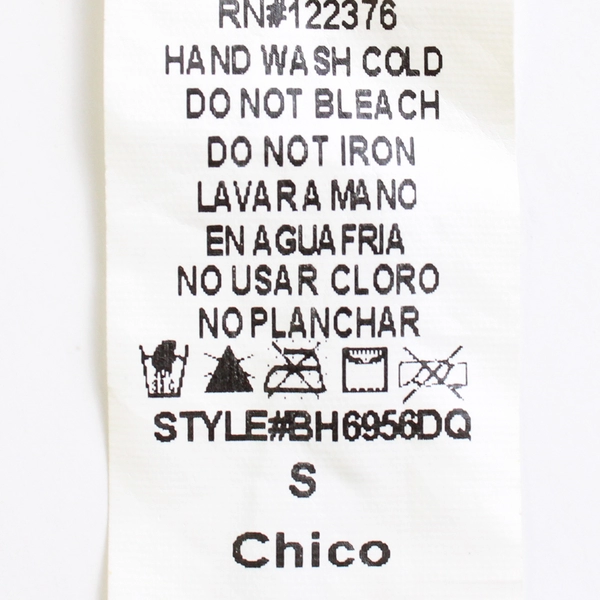 RN#122376
HAND WASH COLD
DO NOT BLEACH
DO NOT IRON
LAVAR A MANO
EN AGUA FRIA
NO USAR CLORO
NO PLANCHAR
STYLE#BH6956DQ
S
Chico